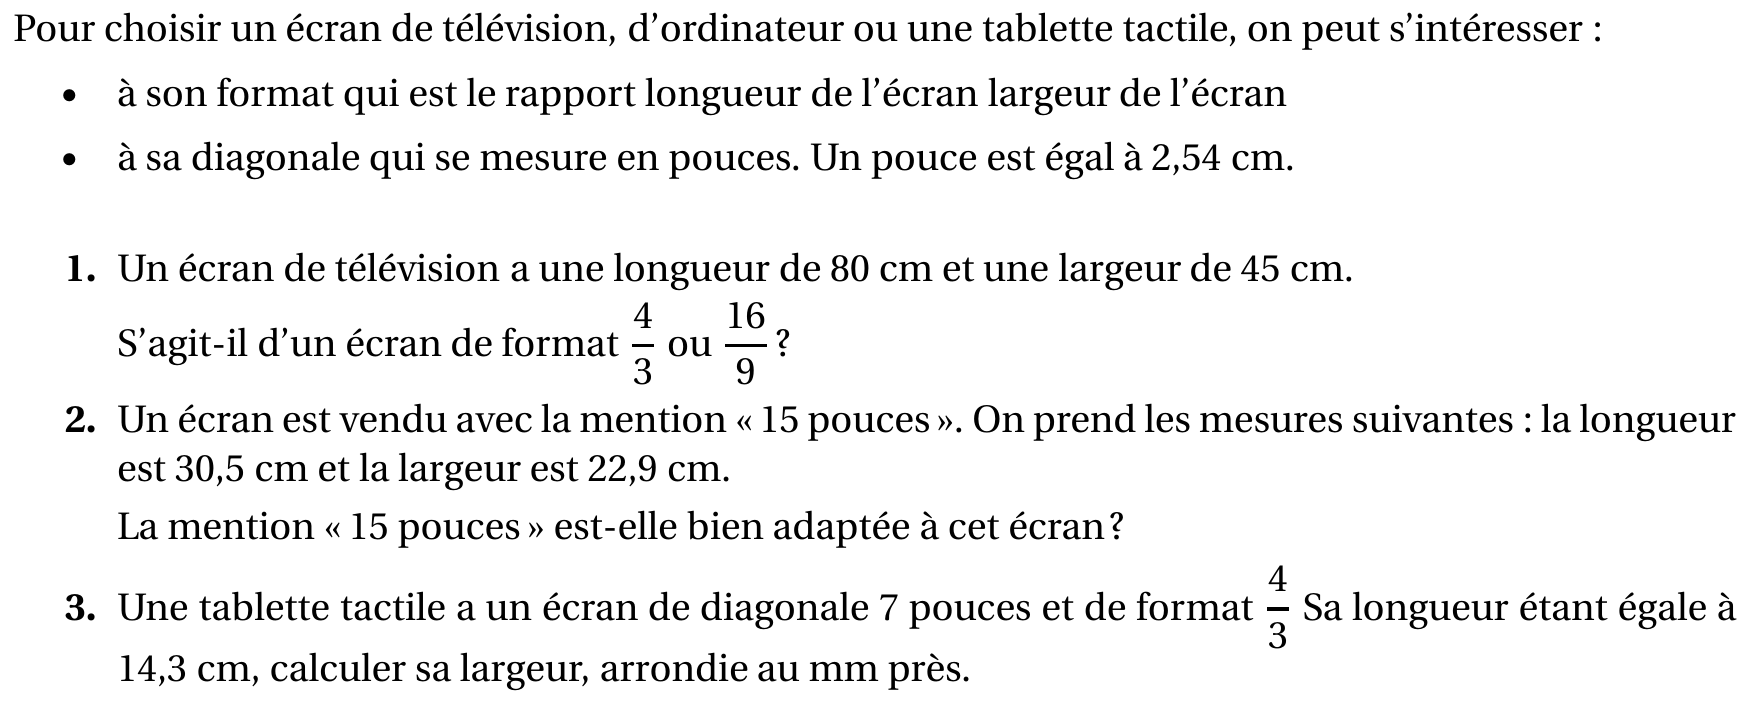 Pour choisir un écran de télévision, d’ordinateur ou une tablette tactile, on peut s’intéresser :
• à son format qui est le rapport longueur de l’écran largeur de l’écran
• à sa diagonale qui se mesure en pouces. Un pouce est égal à 2,54 cm.
1. Un écran de télévision a une longueur de 80 cm et une largeur de 45 cm.
S’agit-il d’un écran de format 4/3 ou 16/9 ?
2. Un écran est vendu avec la mention « 15 pouces ». On prend les mesures suivantes : la longueur
est 30,5 cm et la largeur est 22,9 cm.
La mention « 15 pouces » est-elle bien adaptée à cet écran ?
3. Une tablette tactile a un écran de diagonale 7 pouces et de format 4/3 Sa longueur étant égale à
14,3 cm, calculer sa largeur, arrondie au mm près.